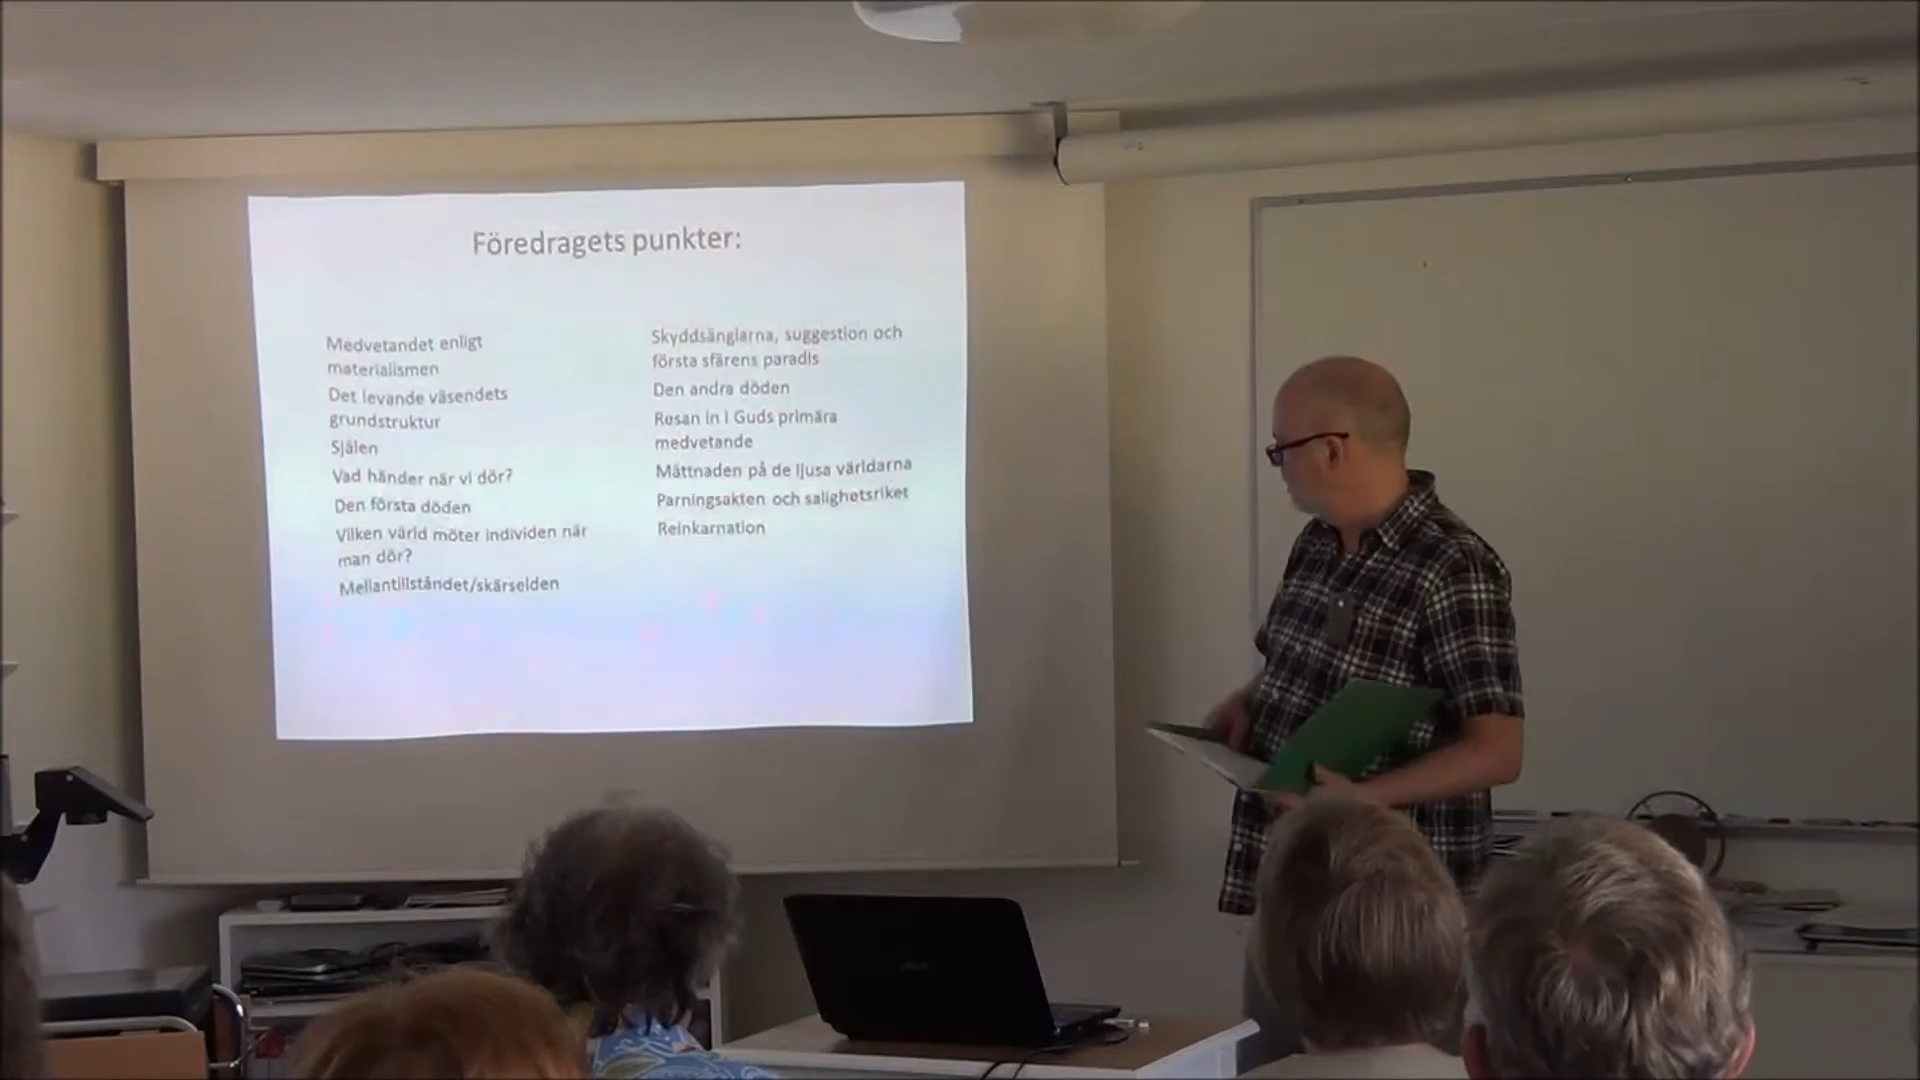 Föredragets punkter:
Medvetandet enligt
materialismen
Det levande väsendets
grundstruktur
Själen
Vad händer när vi dör?
Den första döden
Vilken värld möter individen när
man dör?
Mellantillståndet/skärselden
Skyddsänglarna, suggestion och
första sfärens paradis
Den andra döden
Resan in i Guds primära
medvetande
Mättnaden på de ljusa världarna
Parningsakten och salighetsriket
Reinkarnation